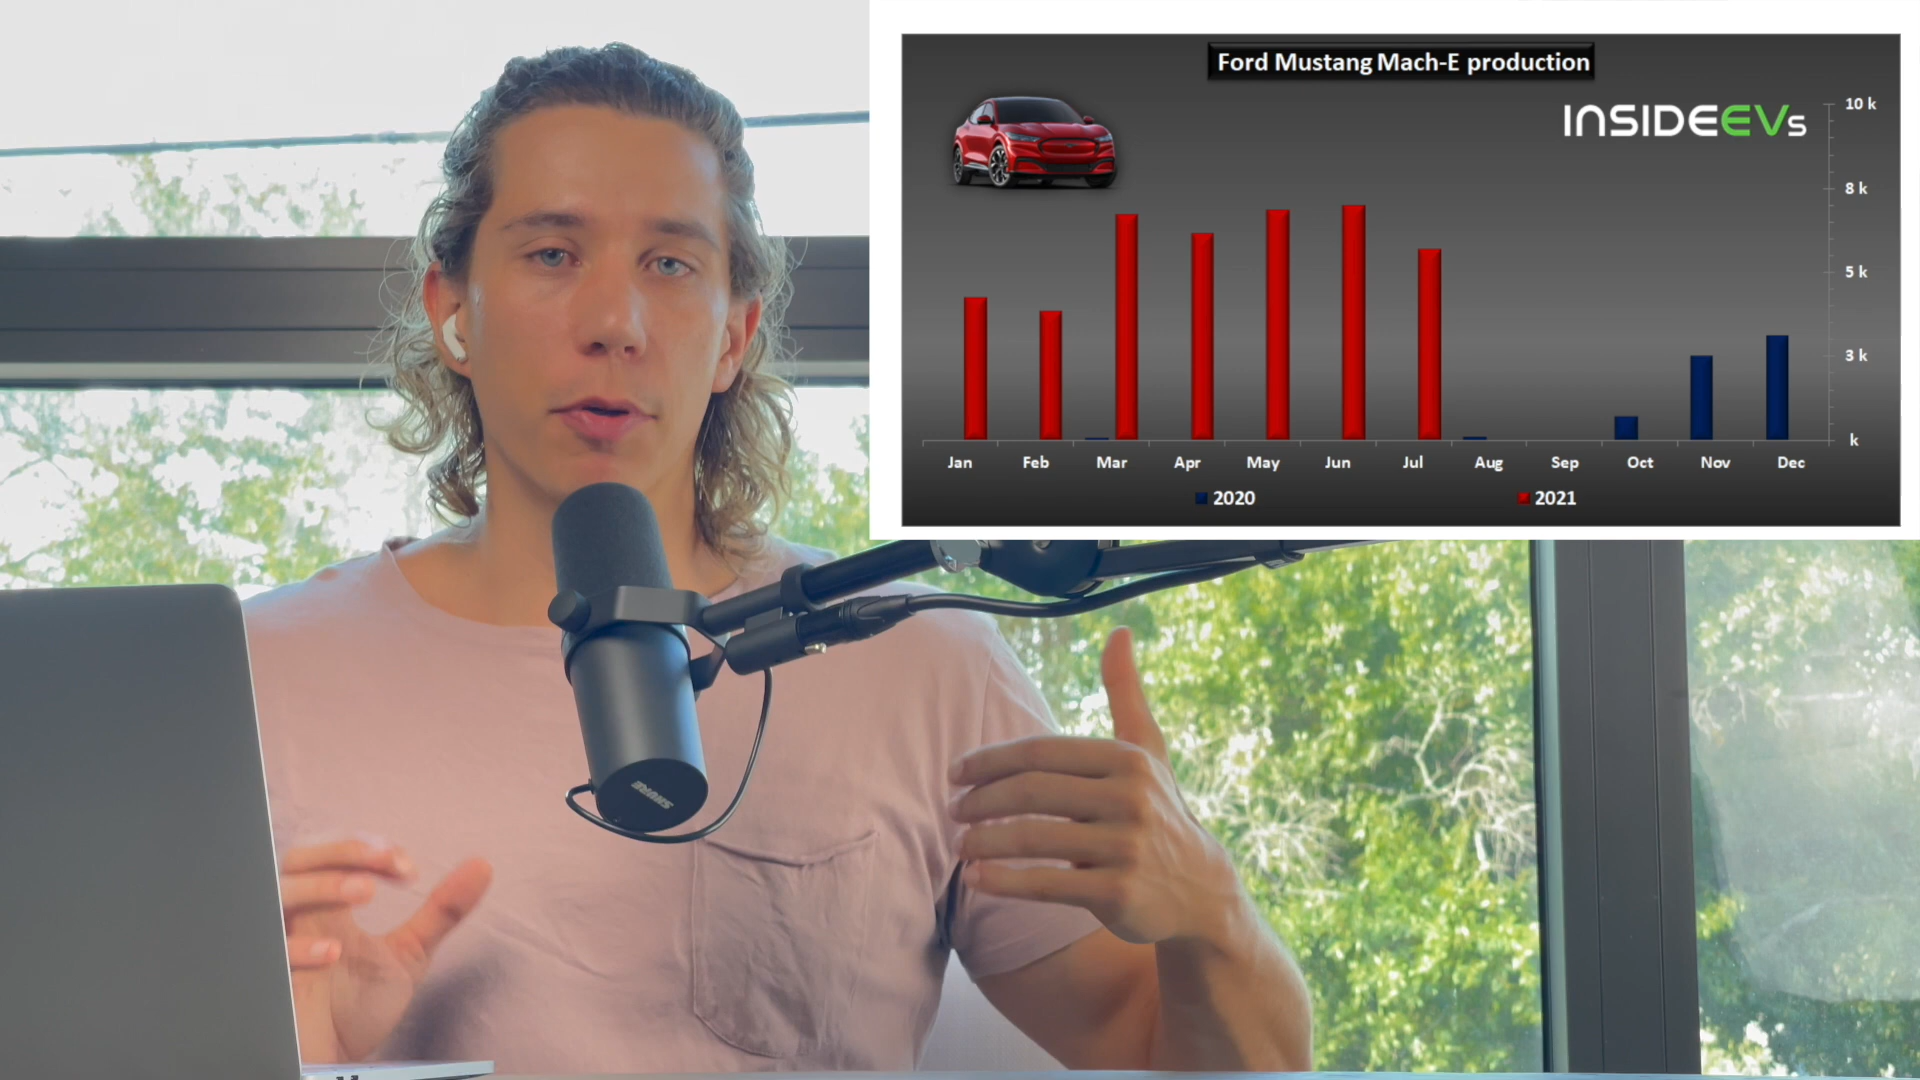 Ford Mustang Mach-E production
INSIDEEVs
10 k
8 k
5 k
3 k
k
Jan Feb Mar Apr May Jun Jul Aug Sep Oct Nov Dec
2020 2021
SHURE